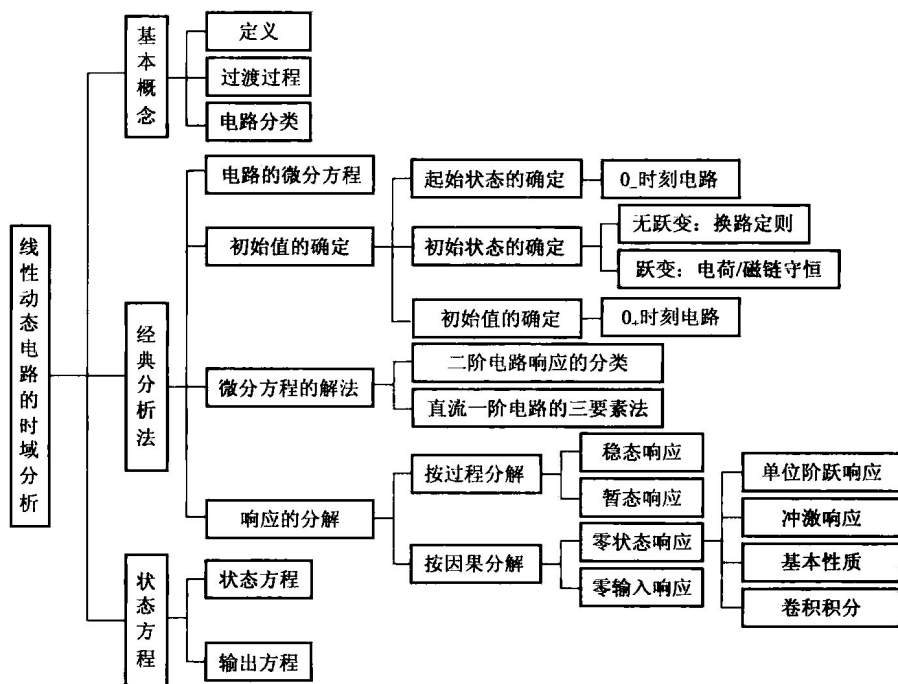 线性动态电路的时域分析
基本概念
定义
过渡过程
电路分类
经典分析法
电路的微分方程
初始值的确定
起始状态的确定
0_时刻电路
初始状态的确定
无跃变：换路定则
跃变：电荷/磁链守恒
初始值的确定
0₊时刻电路
微分方程的解法
二阶电路响应的分类
直流一阶电路的三要素法
响应的分解
按过程分解
稳态响应
暂态响应
按因果分解
零状态响应
单位阶跃响应
冲激响应
基本性质
卷积积分
零输入响应
状态方程
状态方程
输出方程